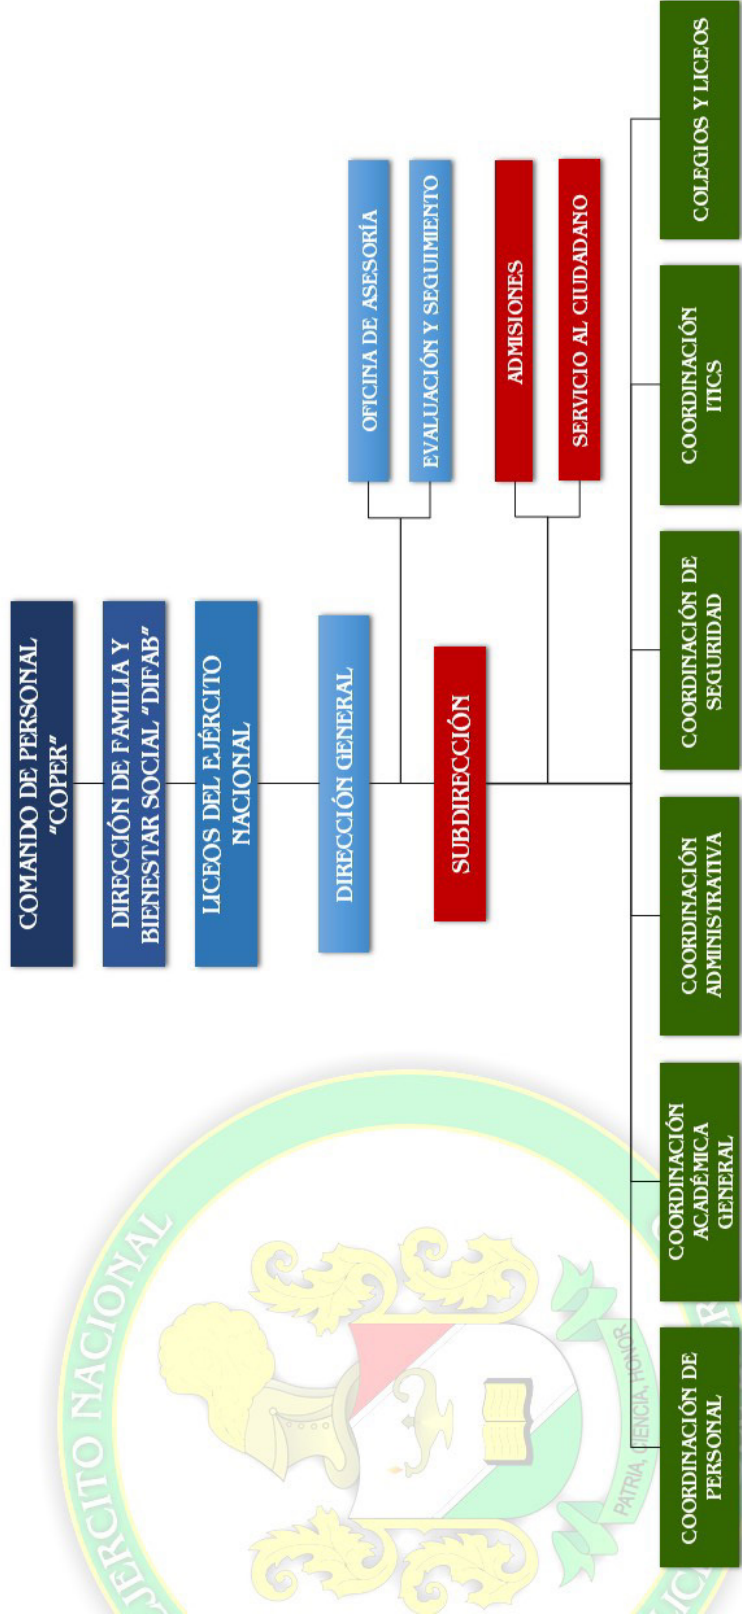 COMANDO DE PERSONAL
"COPER"
DIRECCIÓN DE FAMILIA Y
BIENESTAR SOCIAL "DIFAB"
LICEOS DEL EJÉRCITO
NACIONAL
DIRECCIÓN GENERAL
OFICINA DE ASESORÍA
EVALUACIÓN Y SEGUIMIENTO
SUBDIRECCIÓN
ADMISIONES
SERVICIO AL CIUDADANO
COORDINACIÓN DE
PERSONAL
COORDINACIÓN
ACADÉMICA
GENERAL
COORDINACIÓN
ADMINISTRATIVA
COORDINACIÓN DE
SEGURIDAD
COORDINACIÓN
ITICS
COLEGIOS Y LICEOS
NACIONAL
PATRIA, CIENCIA, HONOR